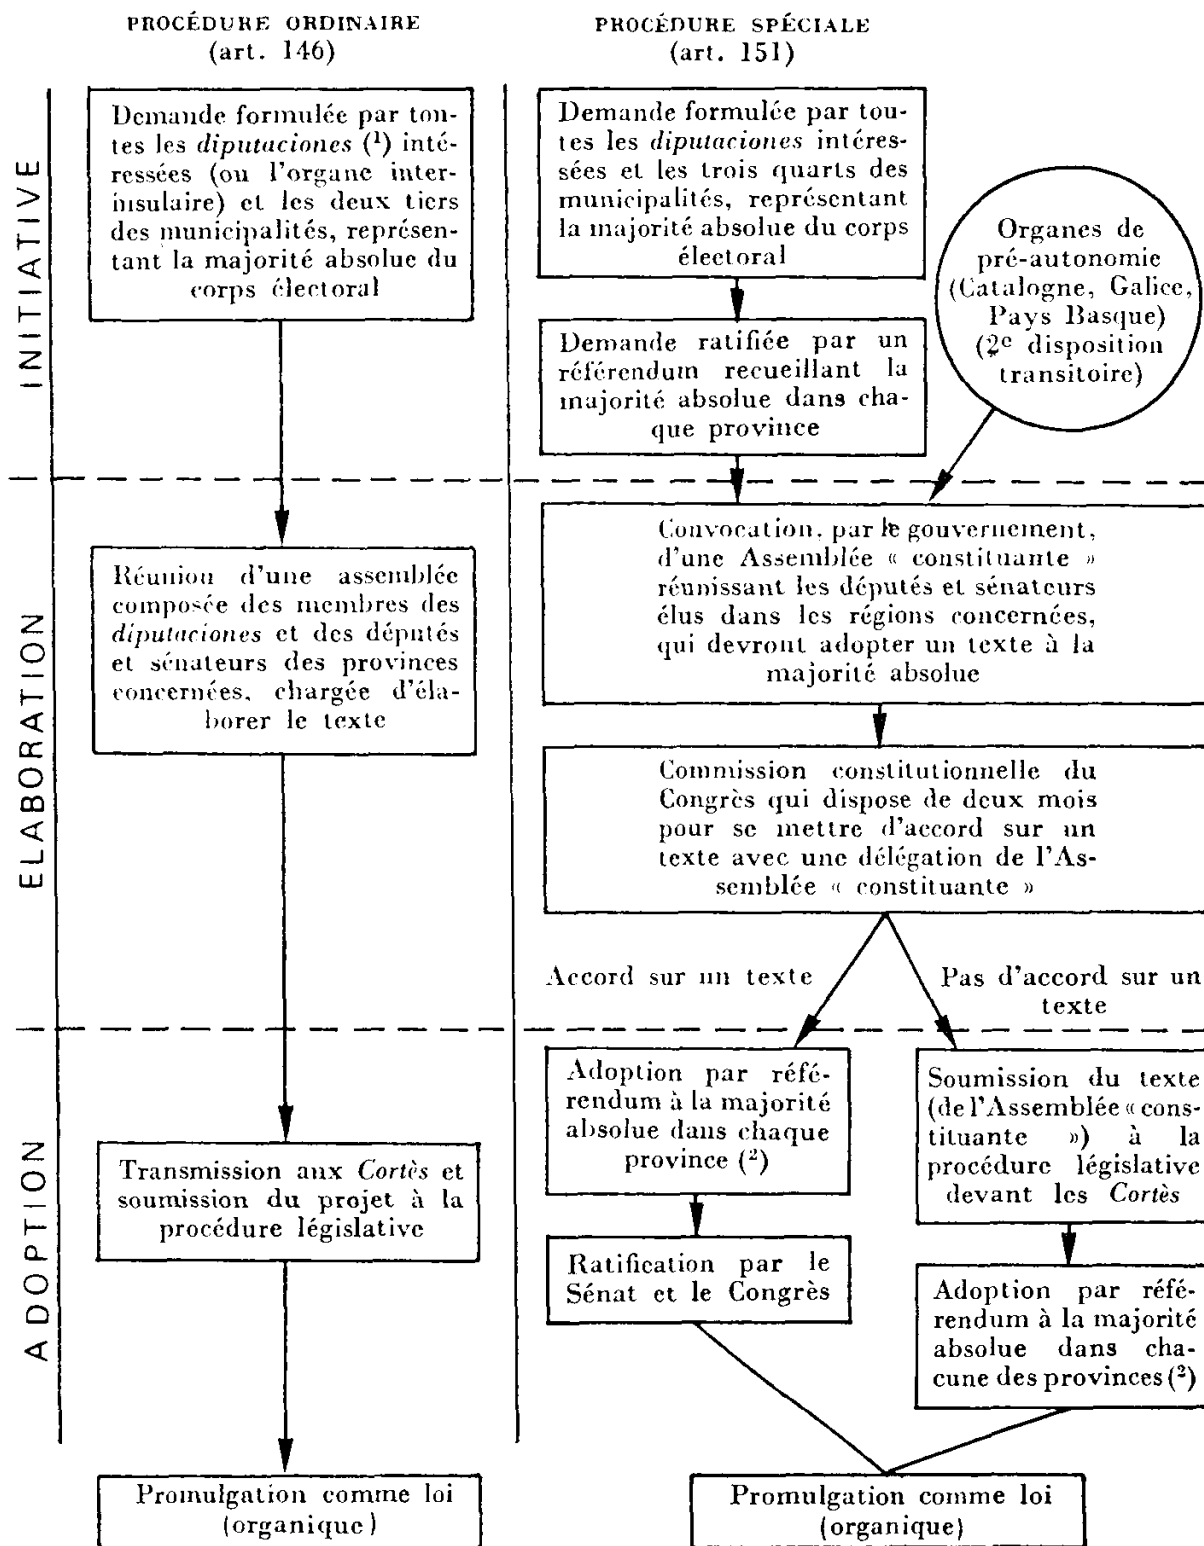 PROCÉDURE ORDINAIRE
(art. 146)
PROCÉDURE SPÉCIALE
(art. 151)
INITIATIVE
Demande formulée par tou-
tes les diputaciones (¹) inté-
ressées (ou l'organe inter-
insulaire) et les deux tiers
des municipalités, représen-
tant la majorité absolue du
corps électoral
Demande formulée par tou-
tes les diputaciones intéres-
sées et les trois quarts des
municipalités, représentant
la majorité absolue du corps
électoral
Organes de
pré-autonomie
(Catalogne, Galice,
Pays Basque)
(2e disposition
transitoire)
Demande ratifiée par un
référendum recueillant la
majorité absolue dans cha-
que province
ELABORATION
Réunion d'une assemblée
composée des membres des
diputaciones et des députés
et sénateurs des provinces
concernées, chargée d'éla-
borer le texte
Convocation, par le gouvernement,
d'une Assemblée « constituante »
réunissant les députés et sénateurs
élus dans les régions concernées,
qui devront adopter un texte à la
majorité absolue
Commission constitutionnelle du
Congrès qui dispose de deux mois
pour se mettre d'accord sur un
texte avec une délégation de l'As-
semblée « constituante »
Accord sur un texte
Pas d'accord sur un
texte
ADOPTION
Transmission aux Cortès et
soumission du projet à la
procédure législative
Adoption par réfé-
rendum à la majorité
absolue dans chaque
province (²)
Ratification par le
Sénat et le Congrès
Soumission du texte
(de l'Assemblée « cons-
tituante ») à la
procédure législative
devant les Cortès
Adoption par réfé-
rendum à la majorité
absolue dans cha-
cune des provinces (²)
Promulgation comme loi
(organique)
Promulgation comme loi
(organique)